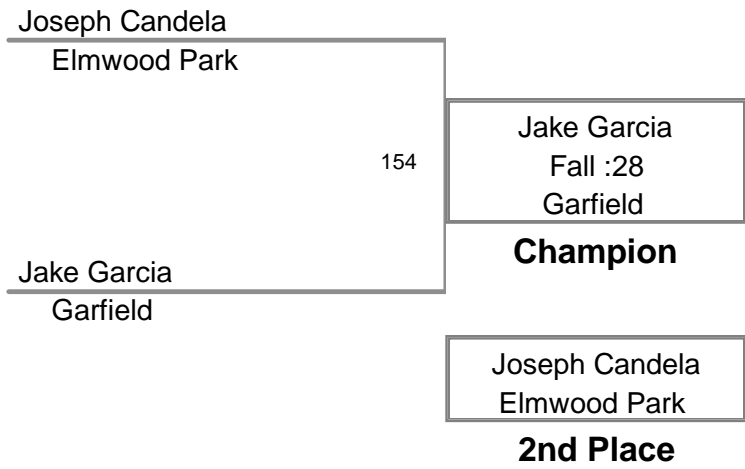 Joseph Candela
Elmwood Park
154
Jake Garcia
Fall :28
Garfield
Champion
Jake Garcia
Garfield
Joseph Candela
Elmwood Park
2nd Place